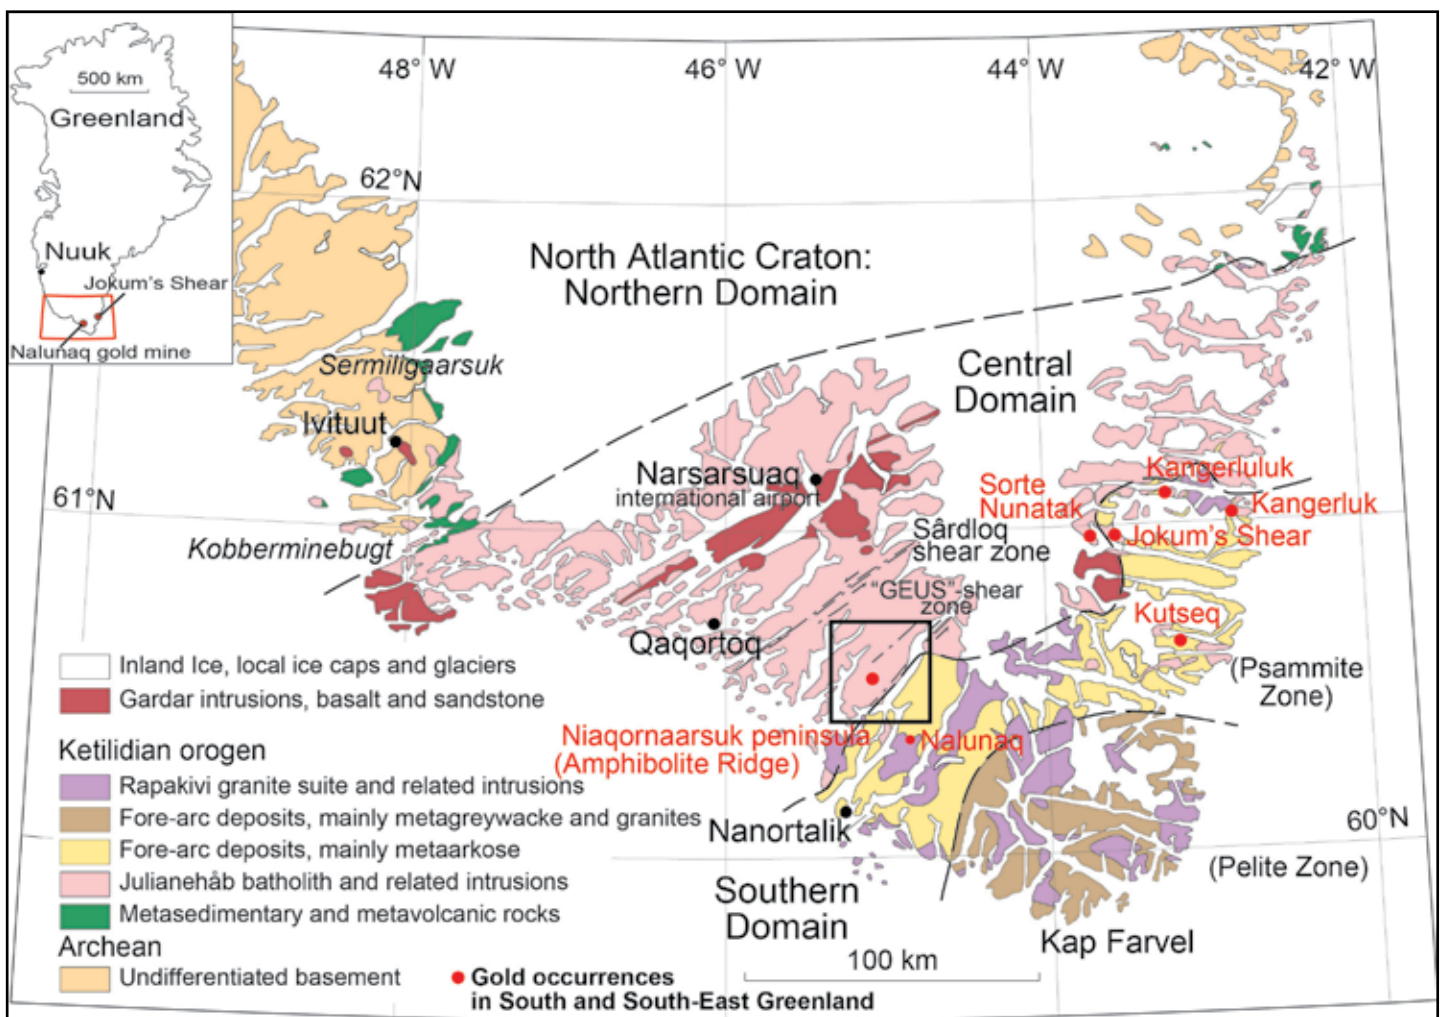 500 km
Greenland
Nuuk
Jokum's Shear
Nalunaq gold mine
48° W
46° W
44° W
42° W
62°N
North Atlantic Craton:
Northern Domain
Sermiligaarsuk
Ivituut
Central
Domain
61°N
Narsarsuaq
international airport
Kangerluluk
Sorte
Nunatak
Kangerluk
Jokum's Shear
Kobberminebugt
Sârdloq
shear zone
"GEUS"-shear
zone
Kutseq
Qaqortoq
(Psammite
Zone)
Inland Ice, local ice caps and glaciers
Gardar intrusions, basalt and sandstone
Niaqornaarsuk peninsula
(Amphibolite Ridge)
Nalunaq
Ketilidian orogen
Rapakivi granite suite and related intrusions
Fore-arc deposits, mainly metagreywacke and granites
Fore-arc deposits, mainly metaarkose
Julianehåb batholith and related intrusions
Metasedimentary and metavolcanic rocks
Archean
Undifferentiated basement
Nanortalik
60°N
(Pelite Zone)
Southern
Domain
Kap Farvel
100 km
Gold occurrences
in South and South-East Greenland